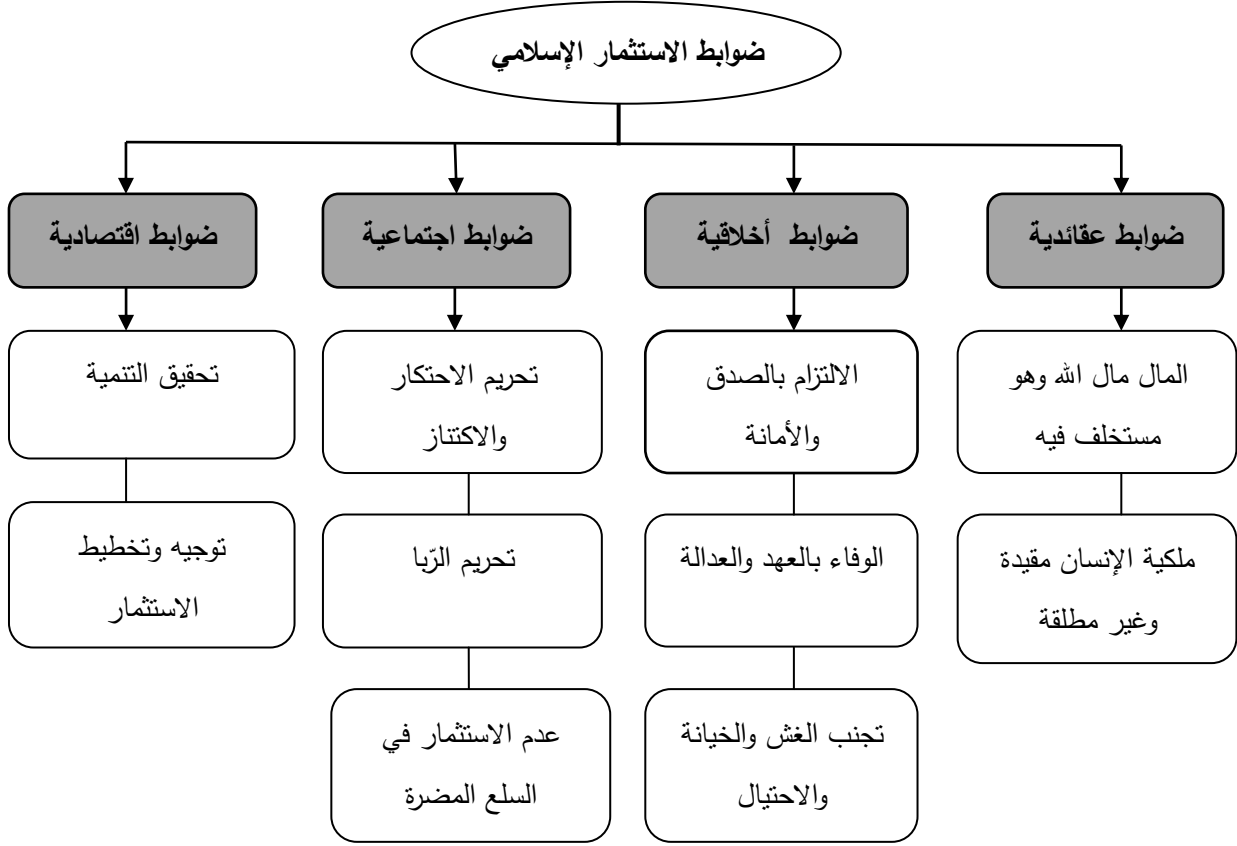 ضوابط الاستثمار الإسلامي
ضوابط عقائدية
ضوابط أخلاقية
ضوابط اجتماعية
ضوابط اقتصادية
المال مال الله وهو
مستخلف فيه
الالتزام بالصدق
والأمانة
تحريم الاحتكار
والاكتناز
تحقيق التنمية
ملكية الإنسان مقيدة
وغير مطلقة
الوفاء بالعهد والعدالة
تحريم الرّبا
توجيه وتخطيط
الاستثمار
تجنب الغش والخيانة
والاحتيال
عدم الاستثمار في
السلع المضرة